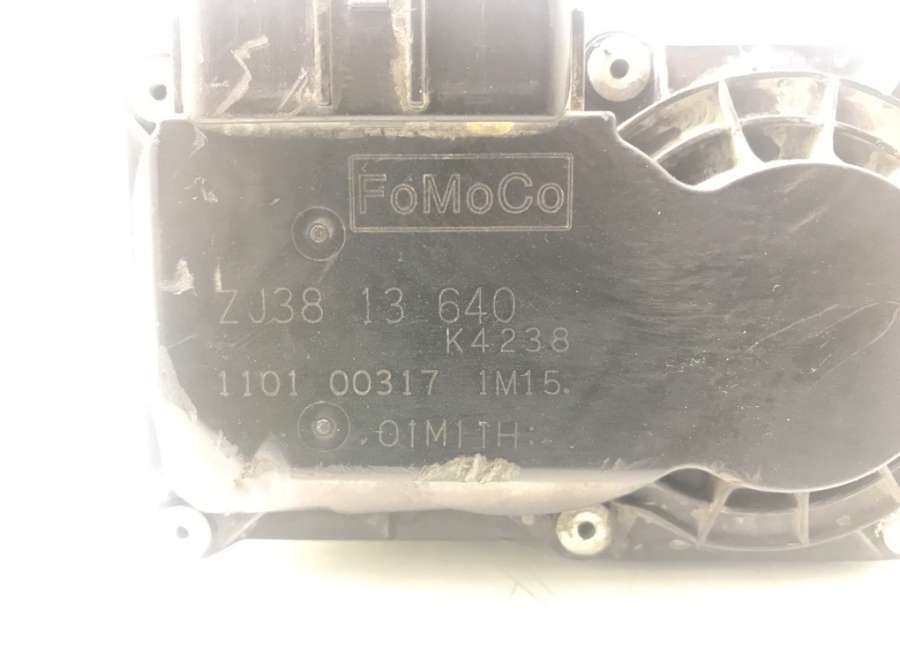 FoMoCo
ZJ38 13 640
K4238
1101 00317 1M15.
.01M11H: